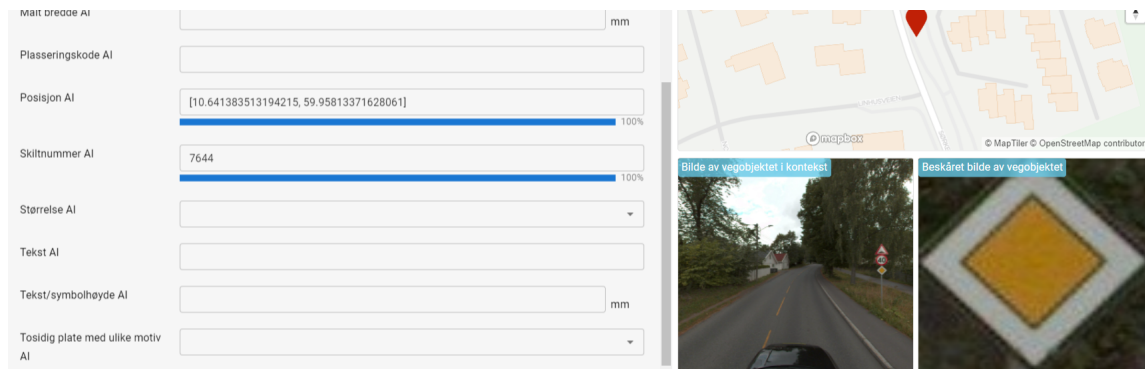 Målt bredde AI
mm
Plasseringskode AI
Posisjon AI
[10.641383513194215, 59.95813371628061]
100%
Skiltnummer AI
7644
100%
Størrelse AI
Tekst AI
Tekst/symbolhøyde AI
mm
Tosidig plate med ulike motiv
AI
mapbox
© MapTiler © OpenStreetMap contributor
Bilde av vegobjektet i kontekst
Beskåret bilde av vegobjektet